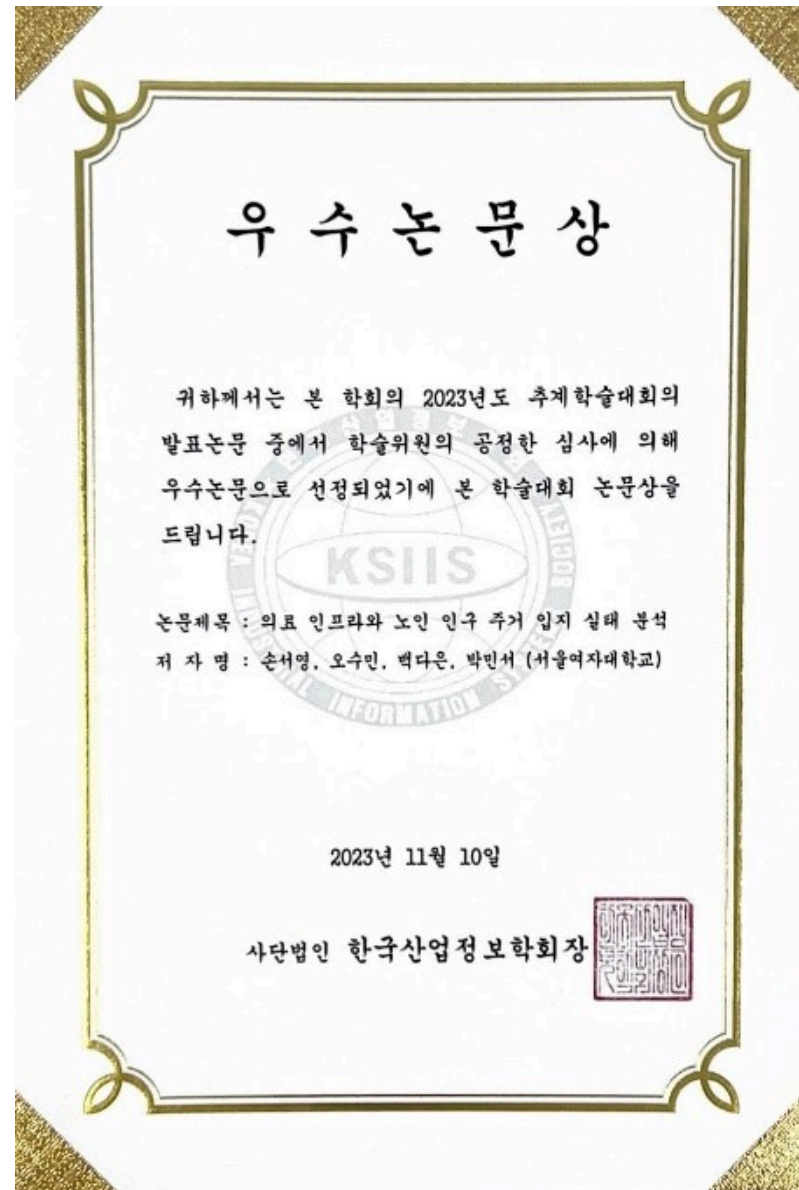 우수논문상
귀하께서는 본 학회의 2023년도 추계학술대회의
발표논문 중에서 학술위원의 공정한 심사에 의해
우수논문으로 선정되었기에 본 학술대회 논문상을
드립니다.
KSIIS
논문제목 : 의료 인프라와 노인 인구 주거 입지 실태 분석
저 자 명 : 손서영, 오수민, 백다은, 박민서 (서울여자대학교)
INFORMATION
2023년 11월 10일
사단법인 한국산업정보학회장